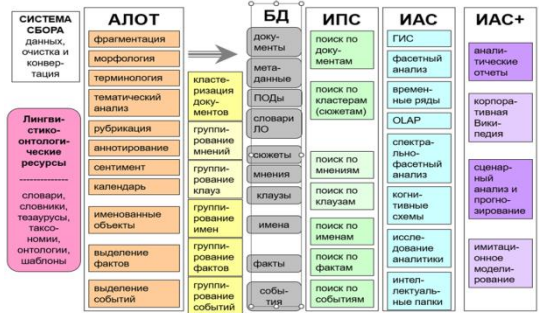 СИСТЕМА
СБОРА
данных,
очистка и
конвер-
тация
Лингви-
стико-
онтологи-
ческие
ресурсы
--------------
словари,
словники,
тезаурусы,
таксо-
номии,
онтологии,
шаблоны
АЛОТ
фрагментация
морфология
терминология
тематический
анализ
рубрикация
аннотирование
сентимент
календарь
именованные
объекты
выделение
фактов
выделение
событий
класте-
ризация
доку-
ментов
группи-
рование
мнений
группи-
рование
клауз
группи-
рование
имен
группи-
рование
фактов
группи-
рование
событий
БД
доку-
менты
мета-
данные
ПОДы
словари
ЛО
сюжеты
мнения
клаузы
имена
факты
собы-
тия
ИПС
поиск по
доку-
ментам
поиск по
кластерам
(сюжетам)
поиск по
мнениям
поиск по
клаузам
поиск по
именам
поиск по
фактам
поиск по
событиям
ИАС
ГИС
фасетный
анализ
времен-
ные ряды
OLAP
спектра-
льно-
фасетный
анализ
когни-
тивные
схемы
иссле-
дование
аналитики
интел-
лектуаль-
ные папки
ИАС+
анали-
тические
отчеты
корпора-
тивная
Вики-
педия
сценар-
ный
анализ и
прогно-
зирование
имитаци-
онное
модели-
рование